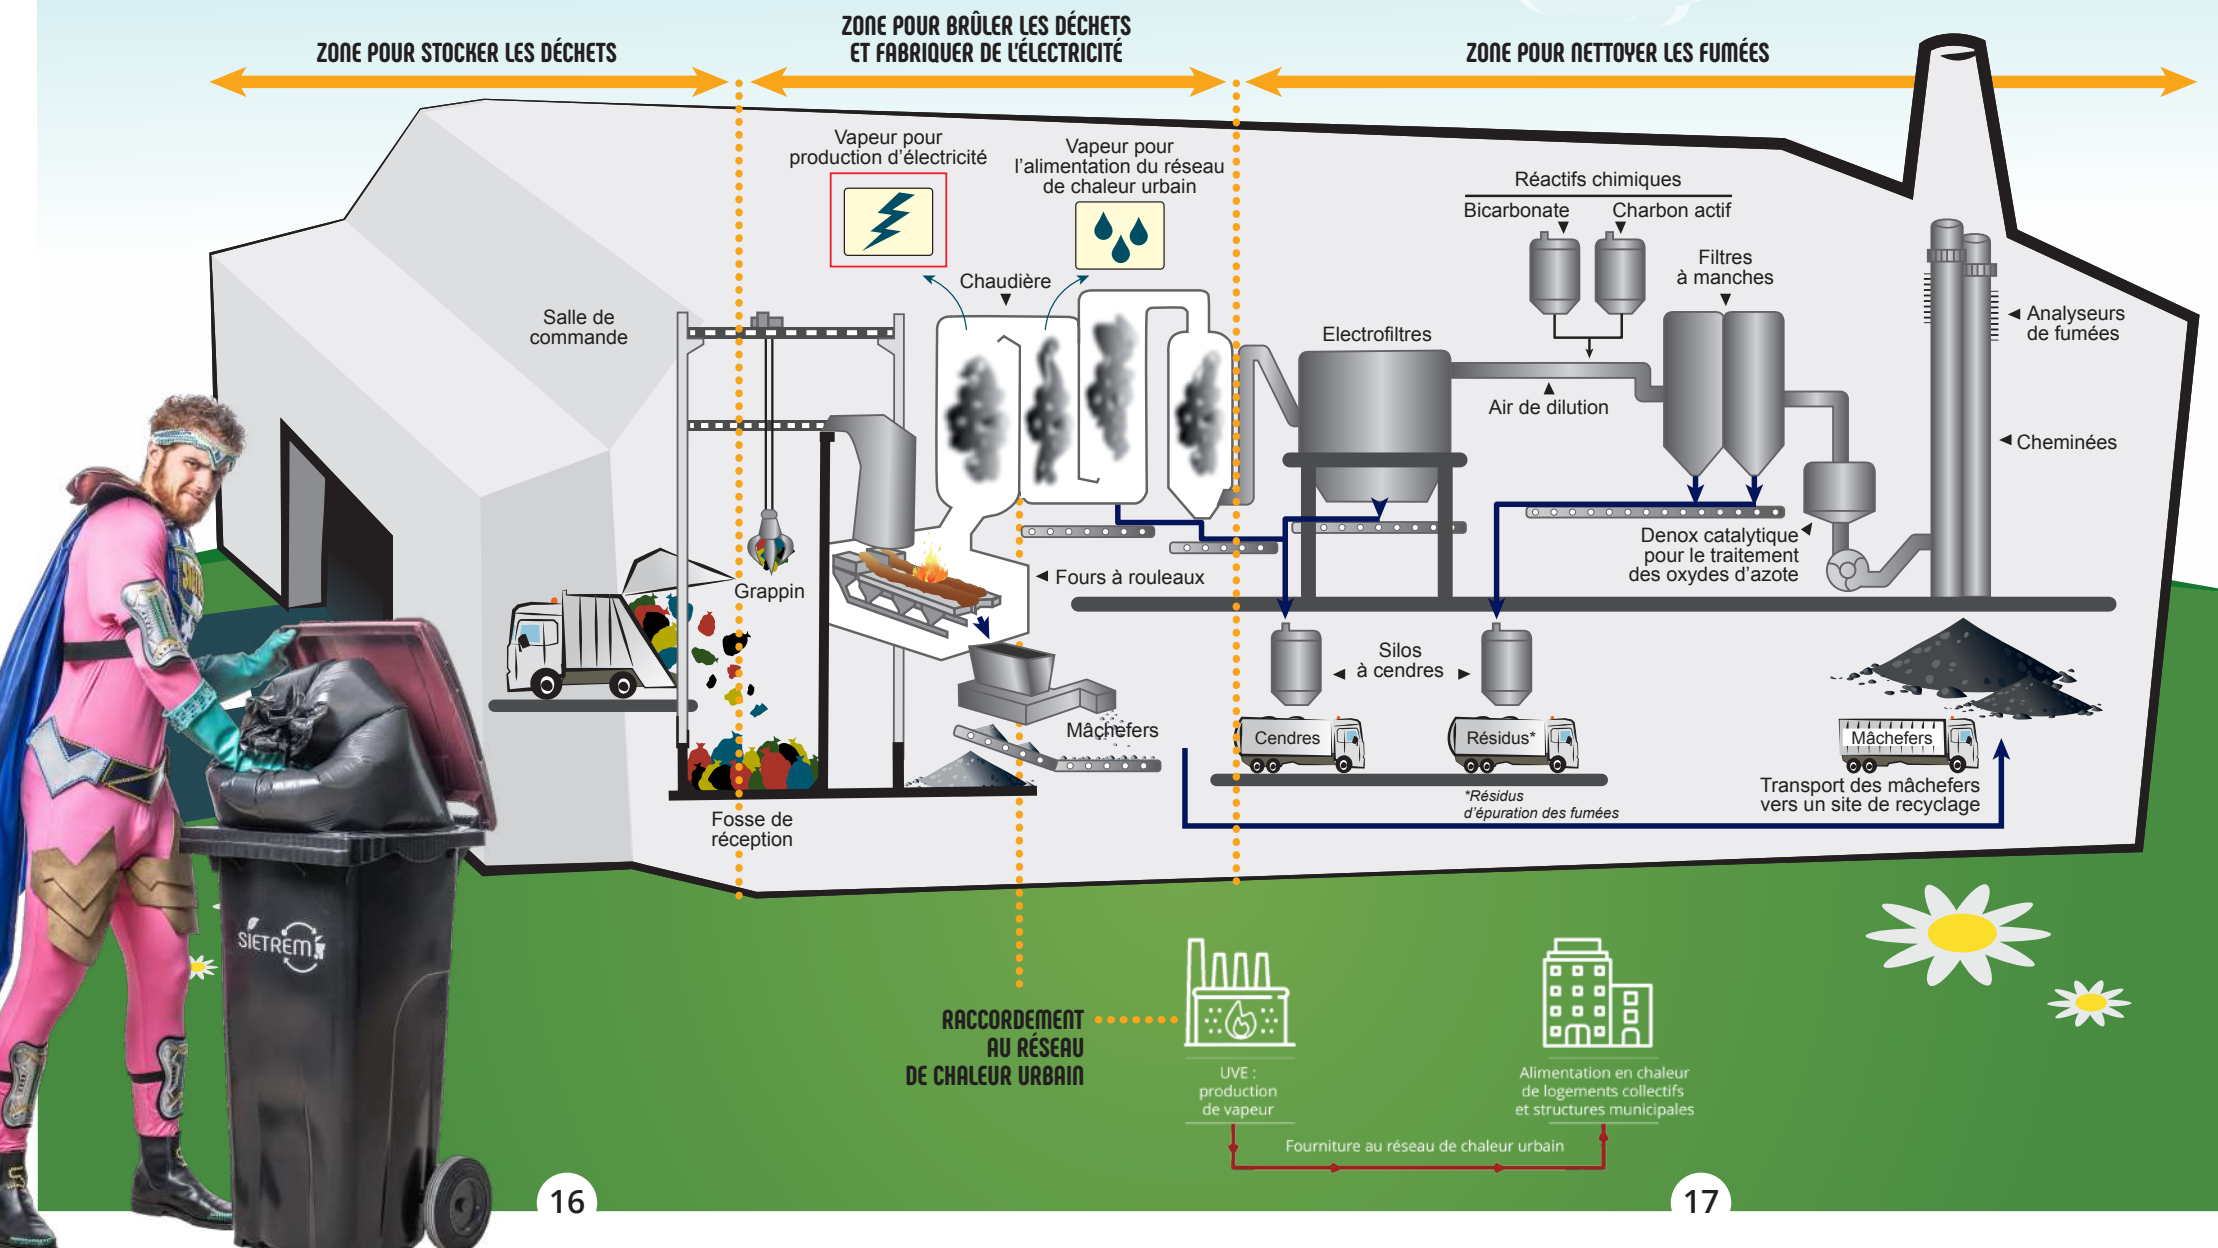 ZONE POUR STOCKER LES DÉCHETS
ZONE POUR BRÛLER LES DÉCHETS
ET FABRIQUER DE L'ÉLECTRICITÉ
ZONE POUR NETTOYER LES FUMÉES
Vapeur pour
production d'électricité
Vapeur pour
l'alimentation du réseau
de chaleur urbain
Réactifs chimiques
Bicarbonate
Charbon actif
Filtres
à manches
Chaudière
Salle de
commande
Electrofiltres
Analyseurs
de fumées
Air de dilution
Cheminées
Denox catalytique
pour le traitement
des oxydes d'azote
Grappin
Fours à rouleaux
Silos
à cendres
Mâchefers
Cendres
Résidus*
Mâchefers
*Résidus
d'épuration des fumées
Transport des mâchefers
vers un site de recyclage
Fosse de
réception
SIETREM
RACCORDEMENT
AU RÉSEAU
DE CHALEUR URBAIN
UVE :
production
de vapeur
Alimentation en chaleur
de logements collectifs
et structures municipales
Fourniture au réseau de chaleur urbain
16
17